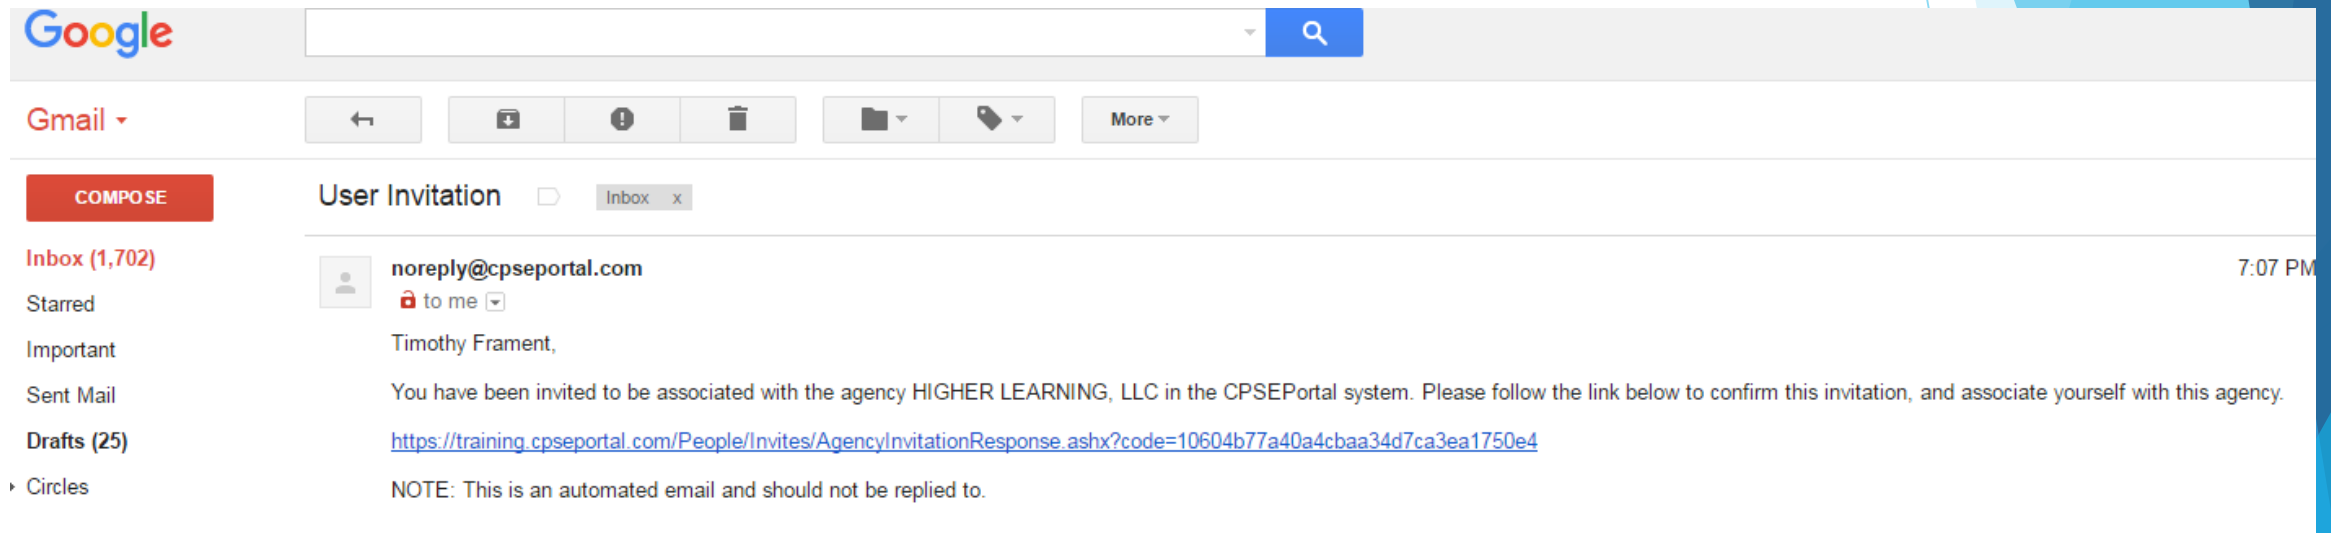 Google
Gmail
More
COMPOSE
User Invitation
Inbox x
Inbox (1,702)
Starred
Important
Sent Mail
Drafts (25)
Circles
noreply@cpseportal.com
7:07 PM
to me
Timothy Frament,
You have been invited to be associated with the agency HIGHER LEARNING, LLC in the CPSEPortal system. Please follow the link below to confirm this invitation, and associate yourself with this agency.
https://training.cpseportal.com/People/Invites/AgencyInvitationResponse.ashx?code=10604b77a40a4cbaa34d7ca3ea1750e4
NOTE: This is an automated email and should not be replied to.